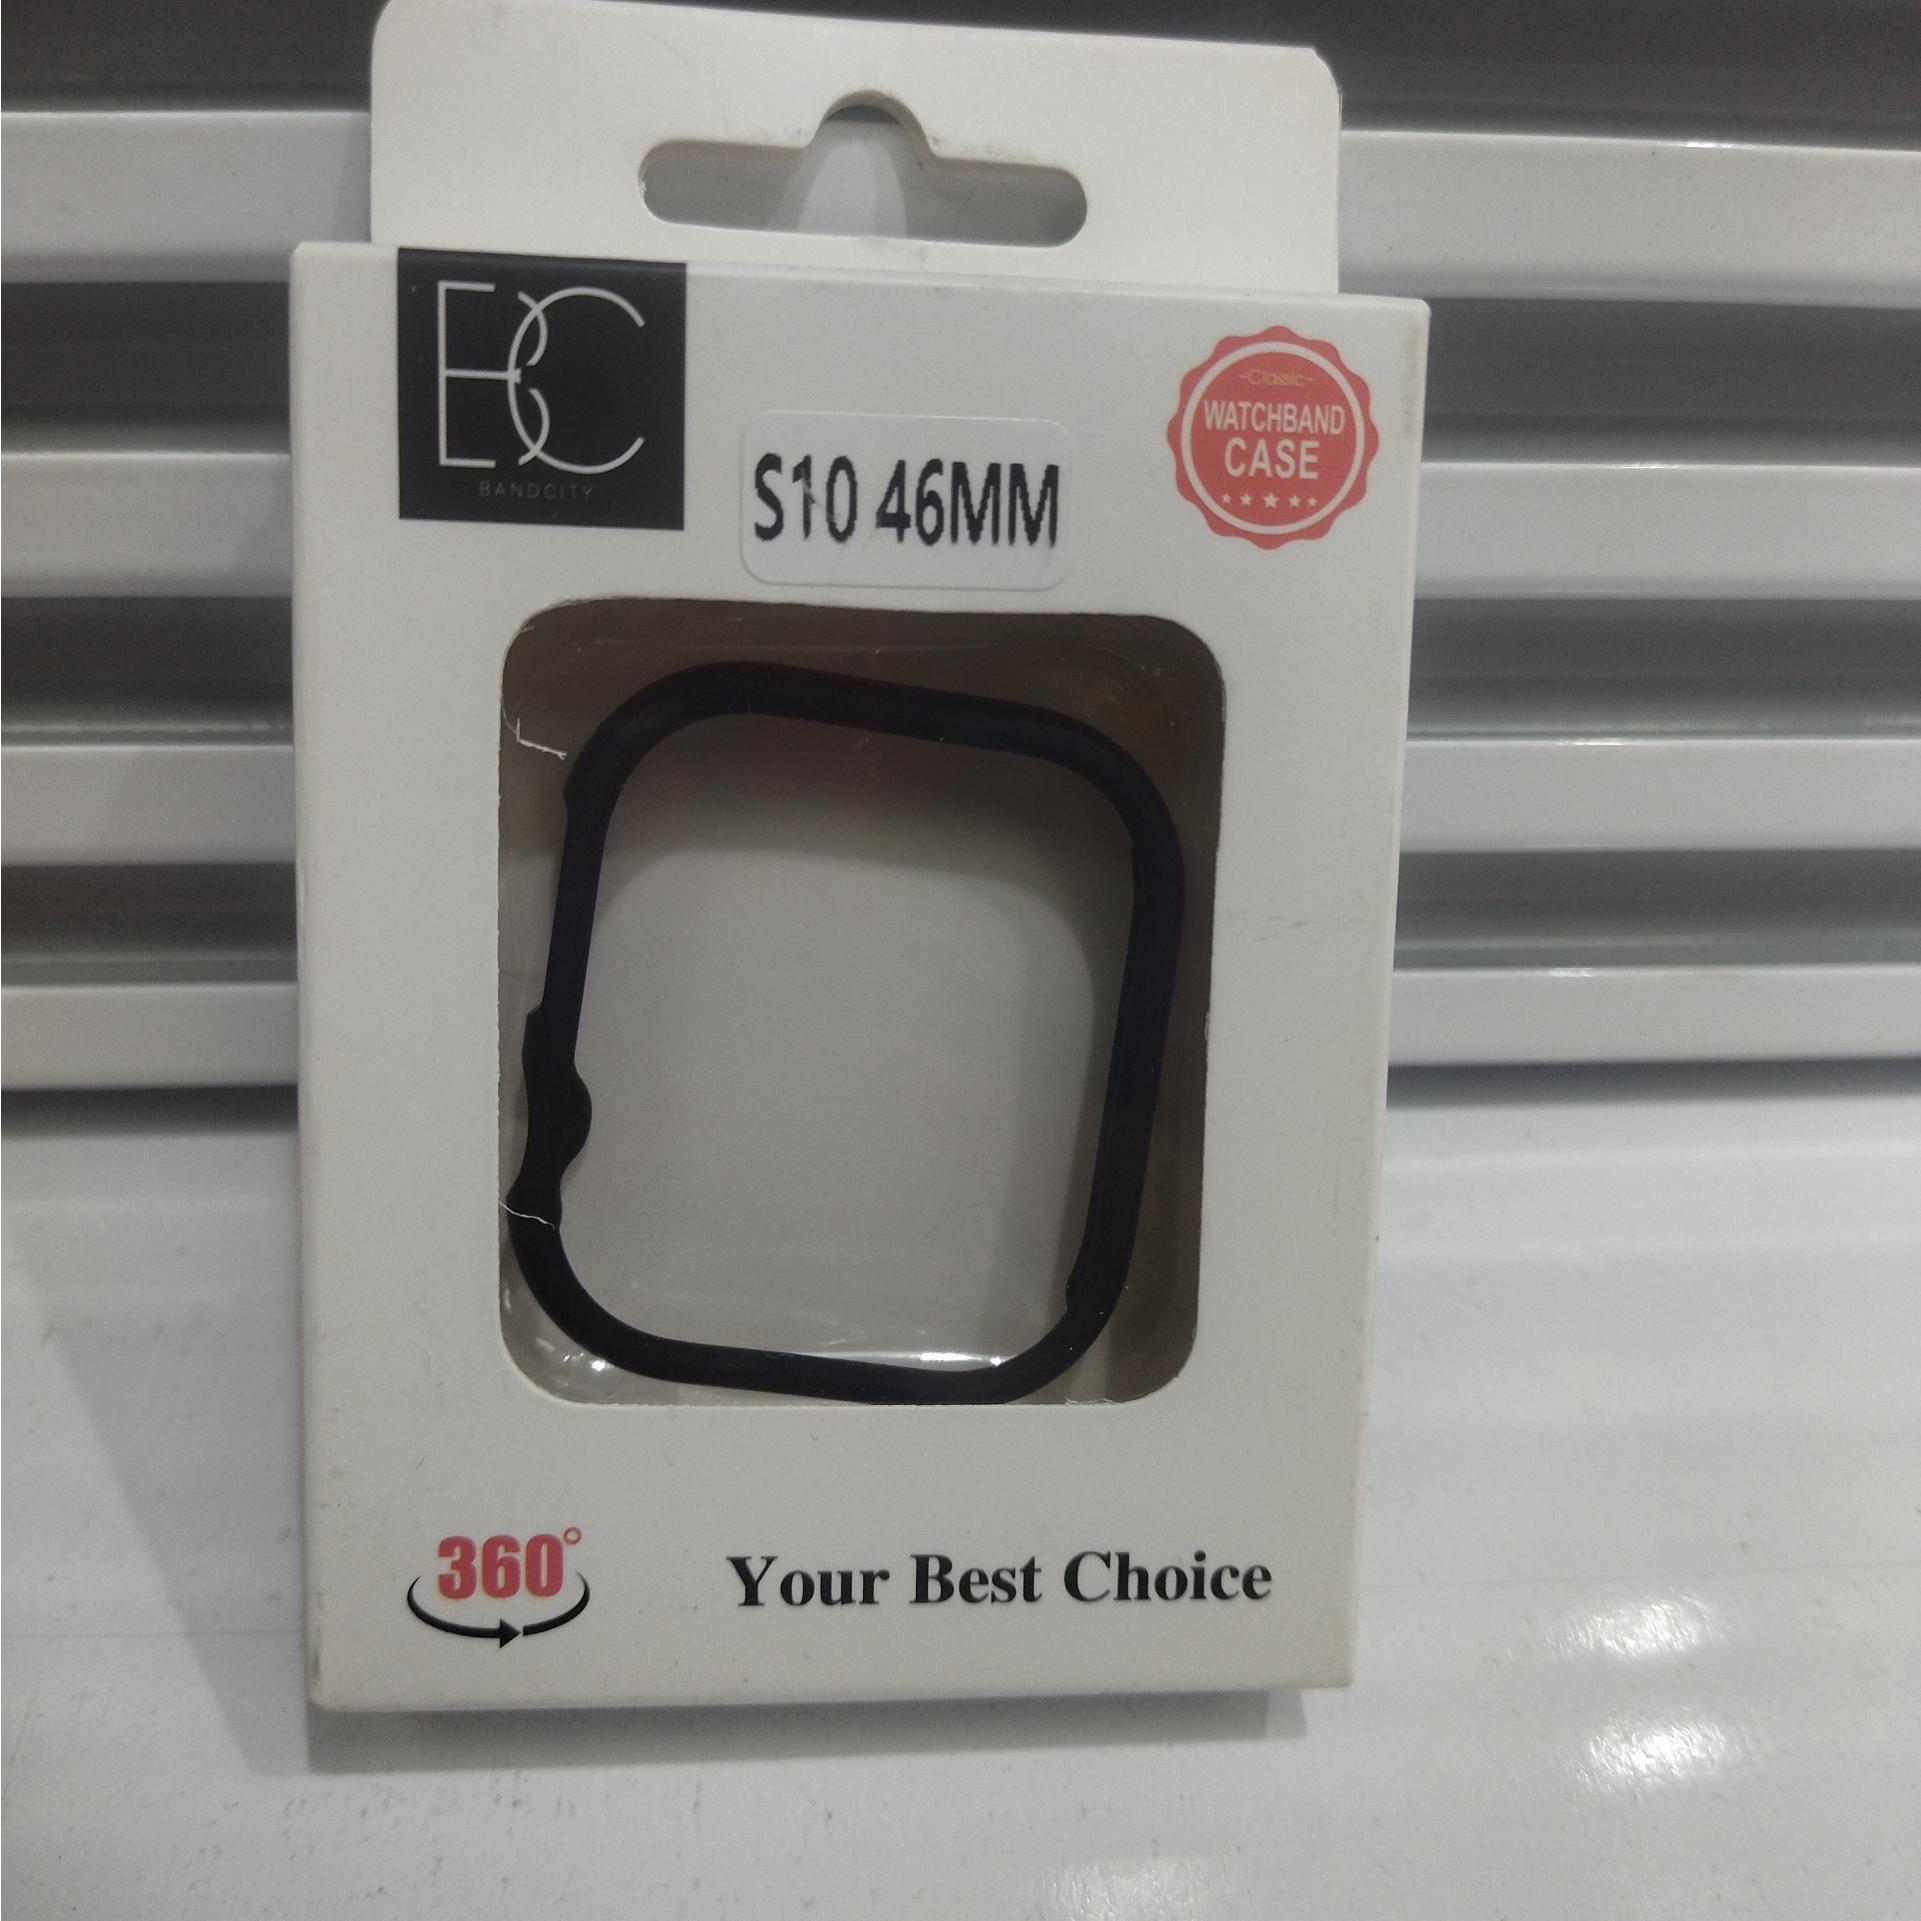 BC
BANDCITY
S10 46MM
~Classic~
WATCHBAND
CASE
360°
Your Best Choice